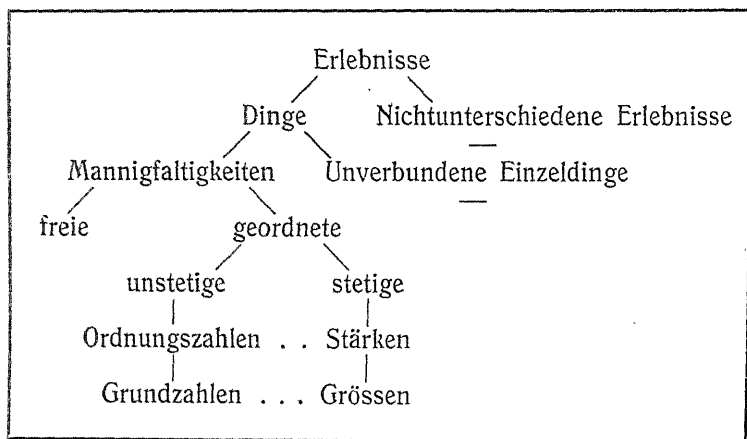 Erlebnisse
Dinge Nichtunterschiedene Erlebnisse
Mannigfaltigkeiten Unverbundene Einzeldinge
freie geordnete
unstetige stetige
Ordnungszahlen . . Stärken
Grundzahlen . . . Grössen